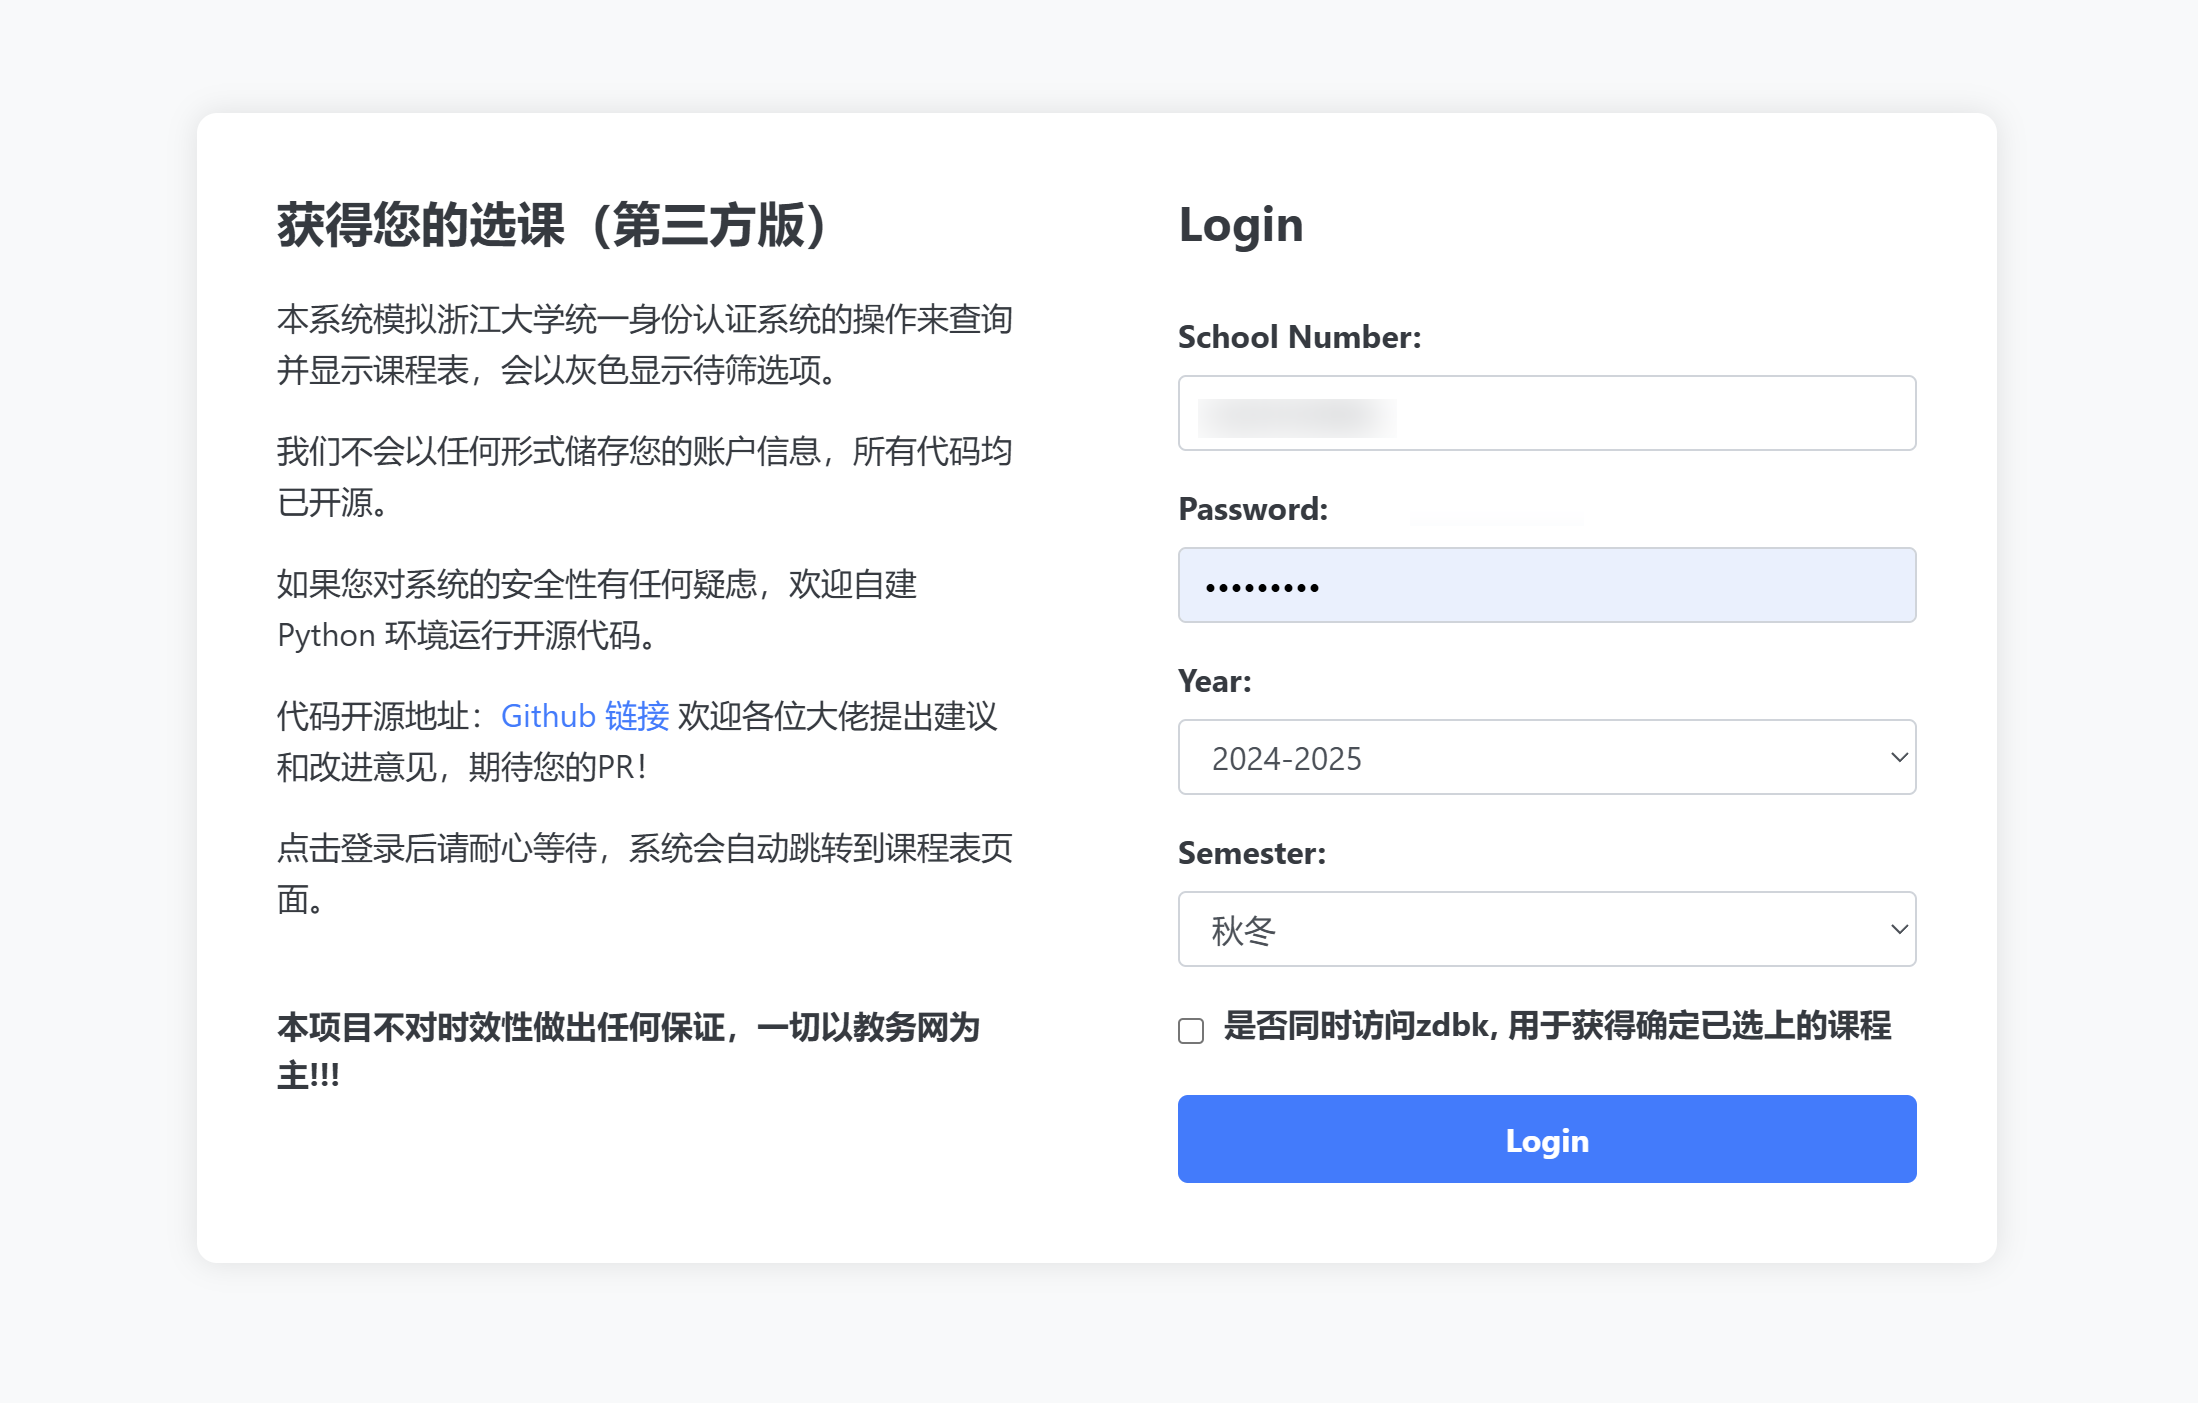 获得您的选课（第三方版）
本系统模拟浙江大学统一身份认证系统的操作来查询
并显示课程表，会以灰色显示待筛选项。
我们不会以任何形式储存您的账户信息，所有代码均
已开源。
如果您对系统的安全性有任何疑虑，欢迎自建
Python 环境运行开源代码。
代码开源地址：Github 链接 欢迎各位大佬提出建议
和改进意见，期待您的PR！
点击登录后请耐心等待，系统会自动跳转到课程表页
面。
本项目不对时效性做出任何保证，一切以教务网为
主!!!
Login
School Number:
Password:
•••••••••
Year:
2024-2025
Semester:
秋冬
是否同时访问zdbk, 用于获得确定已选上的课程
Login